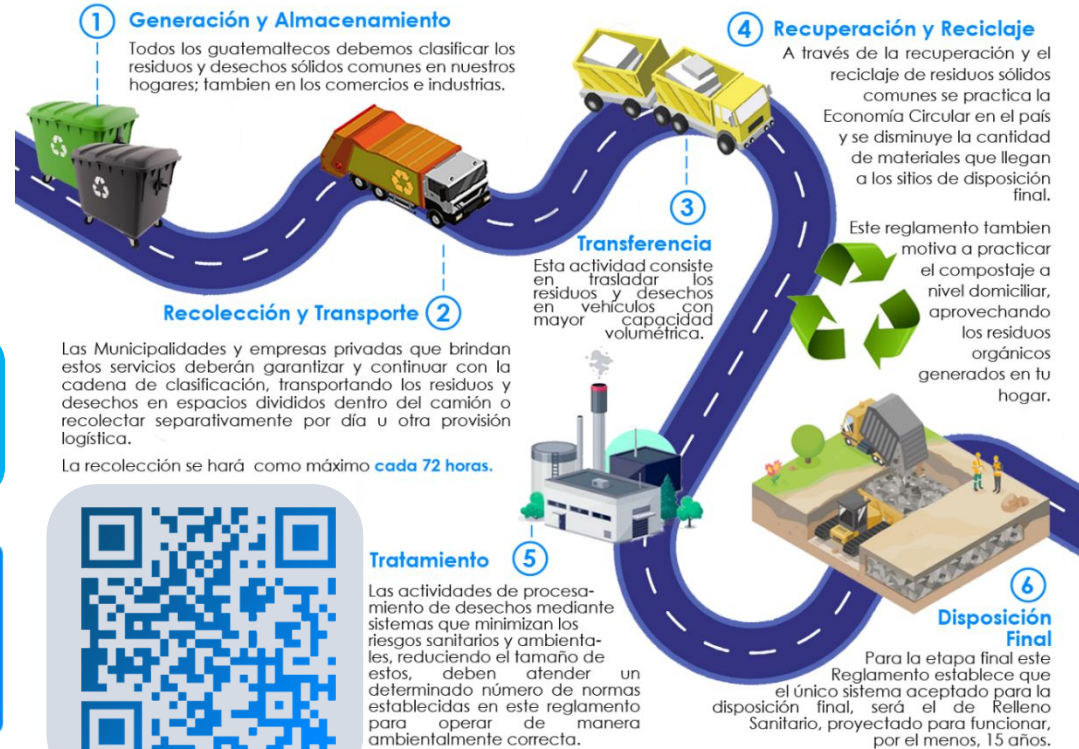 1 Generación y Almacenamiento
Todos los guatemaltecos debemos clasificar los
residuos y desechos sólidos comunes en nuestros
hogares; tambien en los comercios e industrias.
Recolección y Transporte 2
Las Municipalidades y empresas privadas que brindan
estos servicios deberán garantizar y continuar con la
cadena de clasificación, transportando los residuos y
desechos en espacios divididos dentro del camión o
recolectar separativamente por día u otra provisión
logística.
La recolección se hará como máximo cada 72 horas.
3
Transferencia
Esta actividad consiste
en trasladar los
residuos y desechos
en vehículos con
mayor capacidad
volumétrica.
4 Recuperación y Reciclaje
A través de la recuperación y el
reciclaje de residuos sólidos
comunes se practica la
Economía Circular en el país
y se disminuye la cantidad
de materiales que llegan
a los sitios de disposición
final.
Este reglamento tambien
motiva a practicar
el compostaje a
nivel domiciliar,
aprovechando
los residuos
orgánicos
generados en tu
hogar.
Tratamiento 5
Las actividades de procesa-
miento de desechos mediante
sistemas que minimizan los
riesgos sanitarios y ambienta-
les, reduciendo el tamaño de
estos, deben atender un
determinado número de normas
establecidas en este reglamento
para operar de manera
ambientalmente correcta.
6
Disposición
Final
Para la etapa final este
Reglamento establece que
el único sistema aceptado para la
disposición final, será el de Relleno
Sanitario, proyectado para funcionar,
por el menos, 15 años.